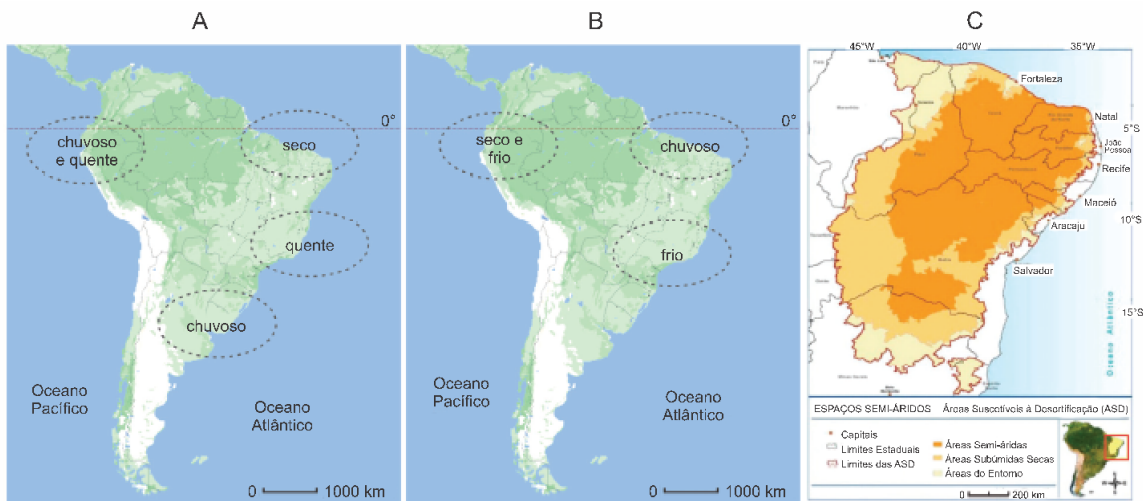 A
B
C
0°
chuvoso
e quente
seco
quente
chuvoso
Oceano
Pacífico
Oceano
Atlântico
0
1000 km
0°
seco e
frio
chuvoso
frio
Oceano
Pacífico
Oceano
Atlântico
0
1000 km
45°W
40°W
35°W
Fortaleza
Natal
5°S
João
Pessoa
Recife
Maceió
10°S
Aracaju
Salvador
15°S
Oceano Atlântico
ESPAÇOS SEMI-ÁRIDOS Áreas Suscetíveis à Desertificação (ASD)
Capitais
Limites Estaduais
Limites das ASD
Áreas Semi-áridas
Áreas Subúmidas Secas
Áreas do Entorno
0
200 km